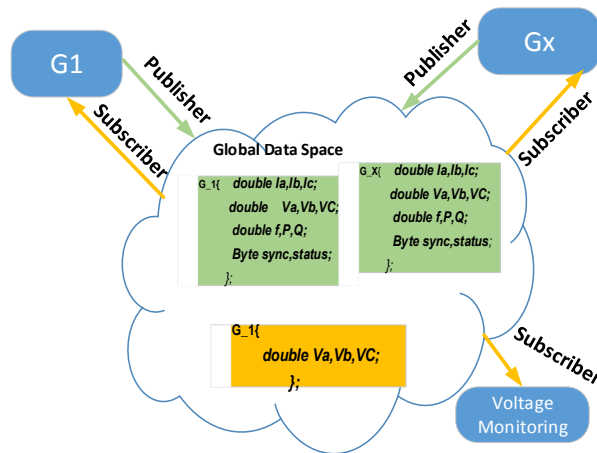 G1
Gx
Publisher
Publisher
Subscriber
Subscriber
Global Data Space
G_1{ double Ia,Ib,Ic;
double Va,Vb,VC;
double f,P,Q;
Byte sync,status;
};
G_X{ double Ia,Ib,Ic;
double Va,Vb,VC;
double f,P,Q;
Byte sync,status;
};
G_1{
double Va,Vb,VC;
};
Subscriber
Voltage
Monitoring